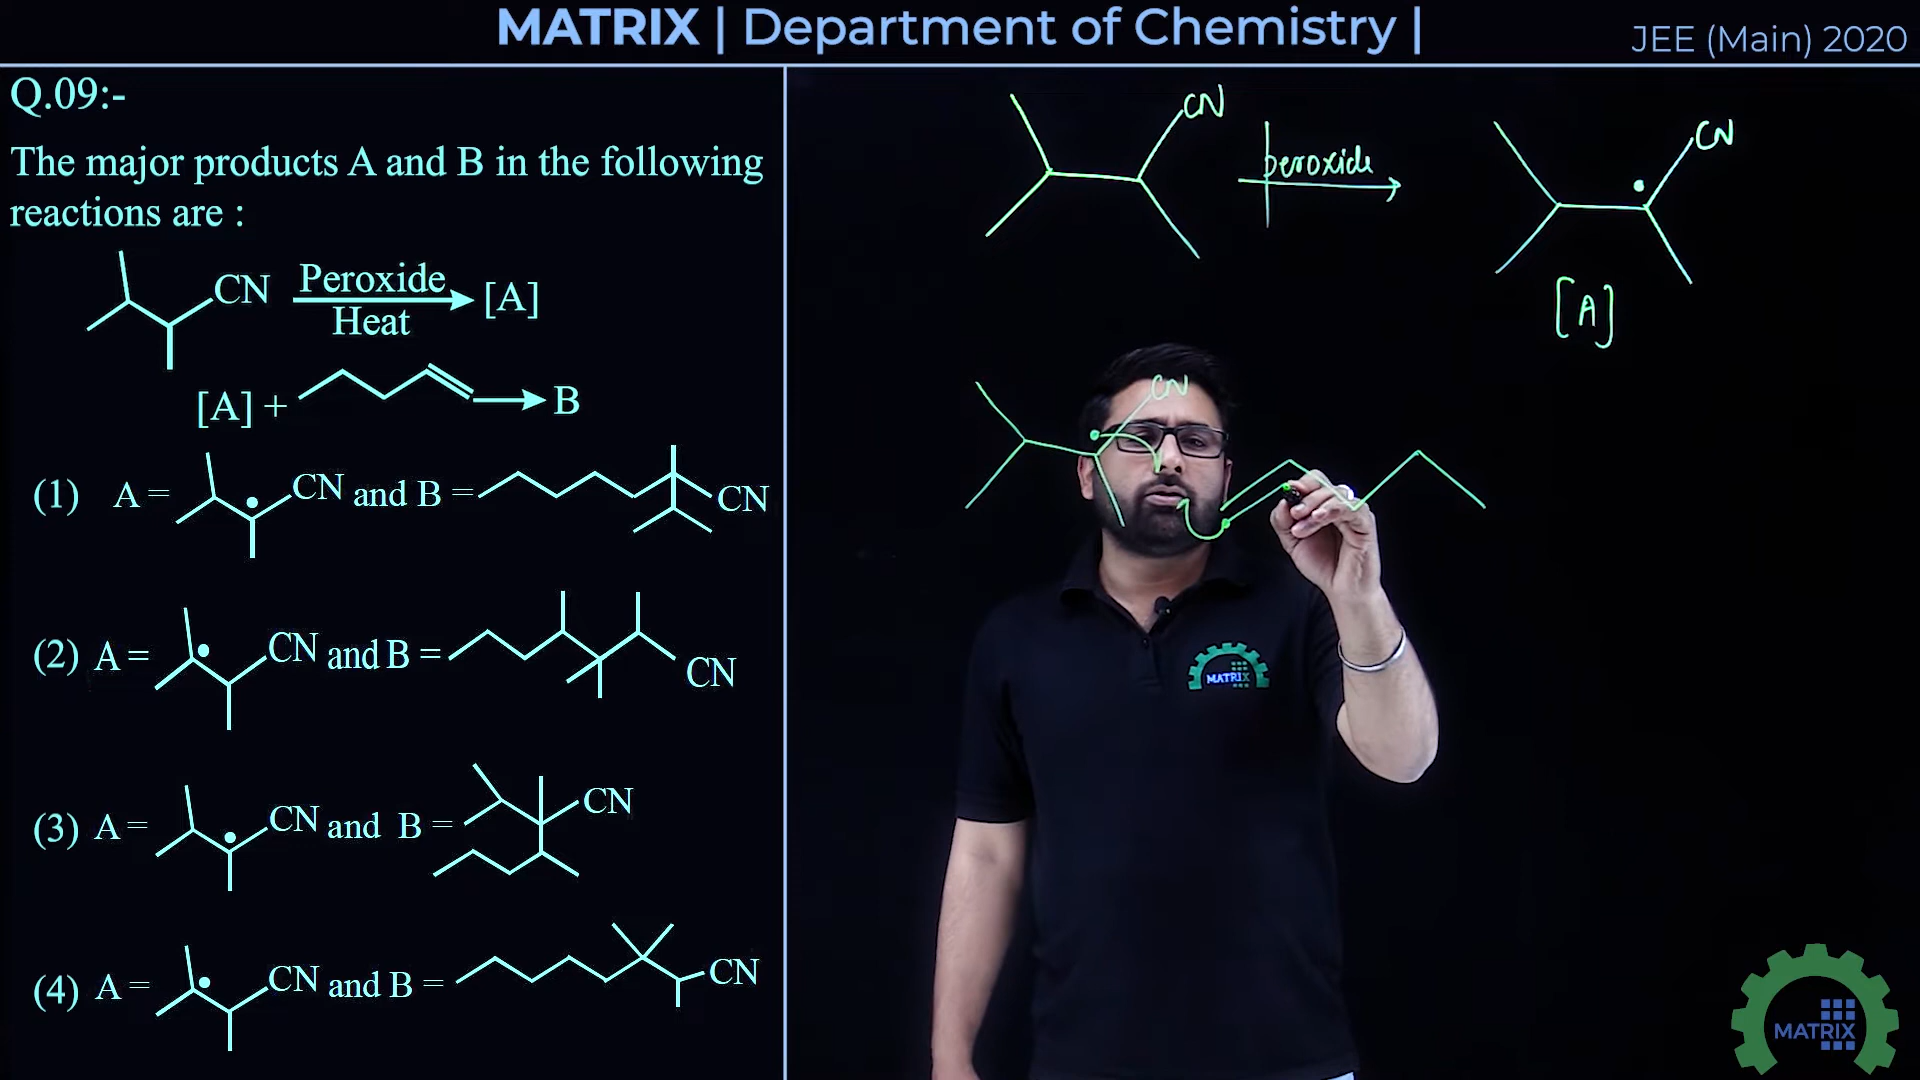 MATRIX | Department of Chemistry |
JEE (Main) 2020
Q.09:-
The major products A and B in the following
reactions are :
CN Peroxide [A]
Heat
[A] + B
(1) A = CN and B = CN
(2) A = CN and B = CN
(3) A = CN and B = CN
(4) A = CN and B = CN
CN peroxide CN
[A]
CN
MATRIX
MATRIX